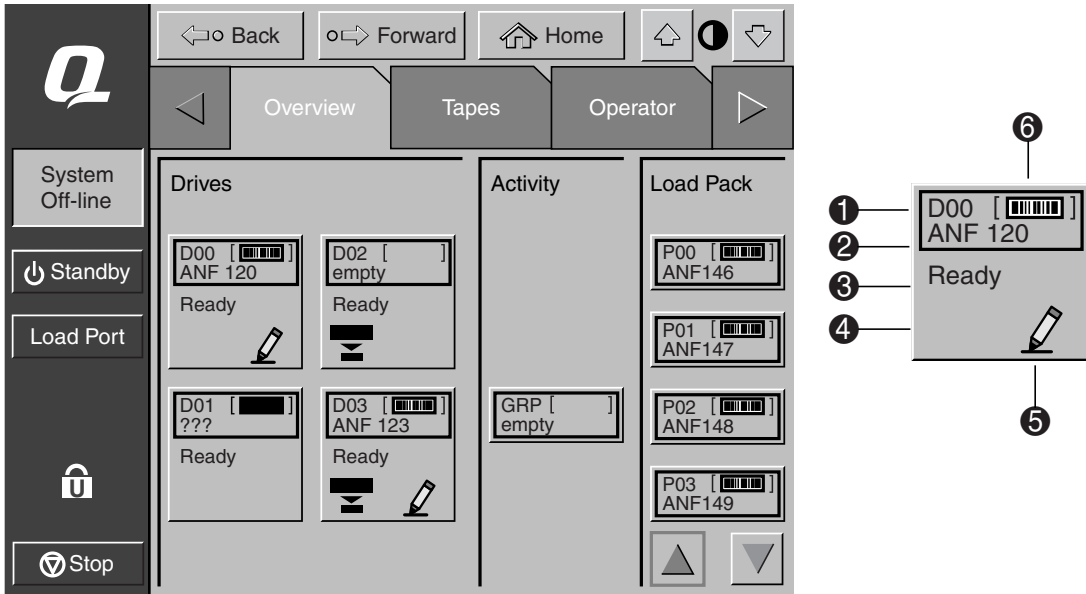 Q
Back
Forward
Home
Overview
Tapes
Operator
System
Off-line
Standby
Load Port
U
Stop
Drives
D00 [ ]
ANF 120
Ready
D02 [ ]
empty
Ready
D01 [ ]
???
Ready
D03 [ ]
ANF 123
Ready
Activity
GRP [ ]
empty
Load Pack
P00 [ ]
ANF146
P01 [ ]
ANF147
P02 [ ]
ANF148
P03 [ ]
ANF149
6
1
2
3
4
D00 [ ]
ANF 120
Ready
5